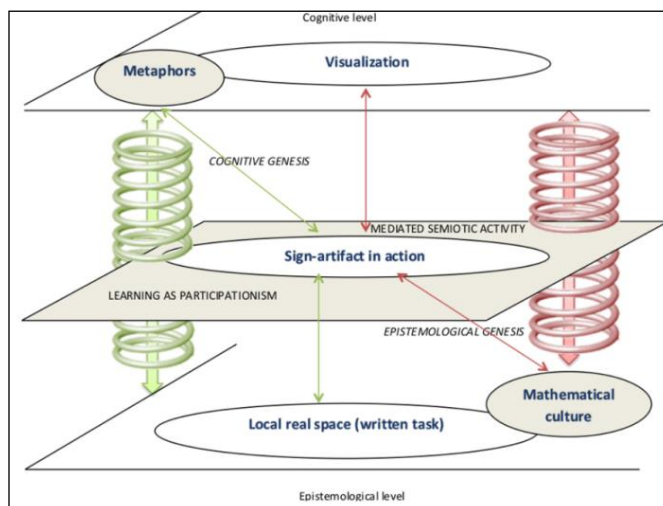 Cognitive level
Metaphors
Visualization
COGNITIVE GENESIS
MEDIATED SEMIOTIC ACTIVITY
Sign-artifact in action
LEARNING AS PARTICIPATIONISM
EPISTEMOLOGICAL GENESIS
Mathematical
culture
Local real space (written task)
Epistemological level